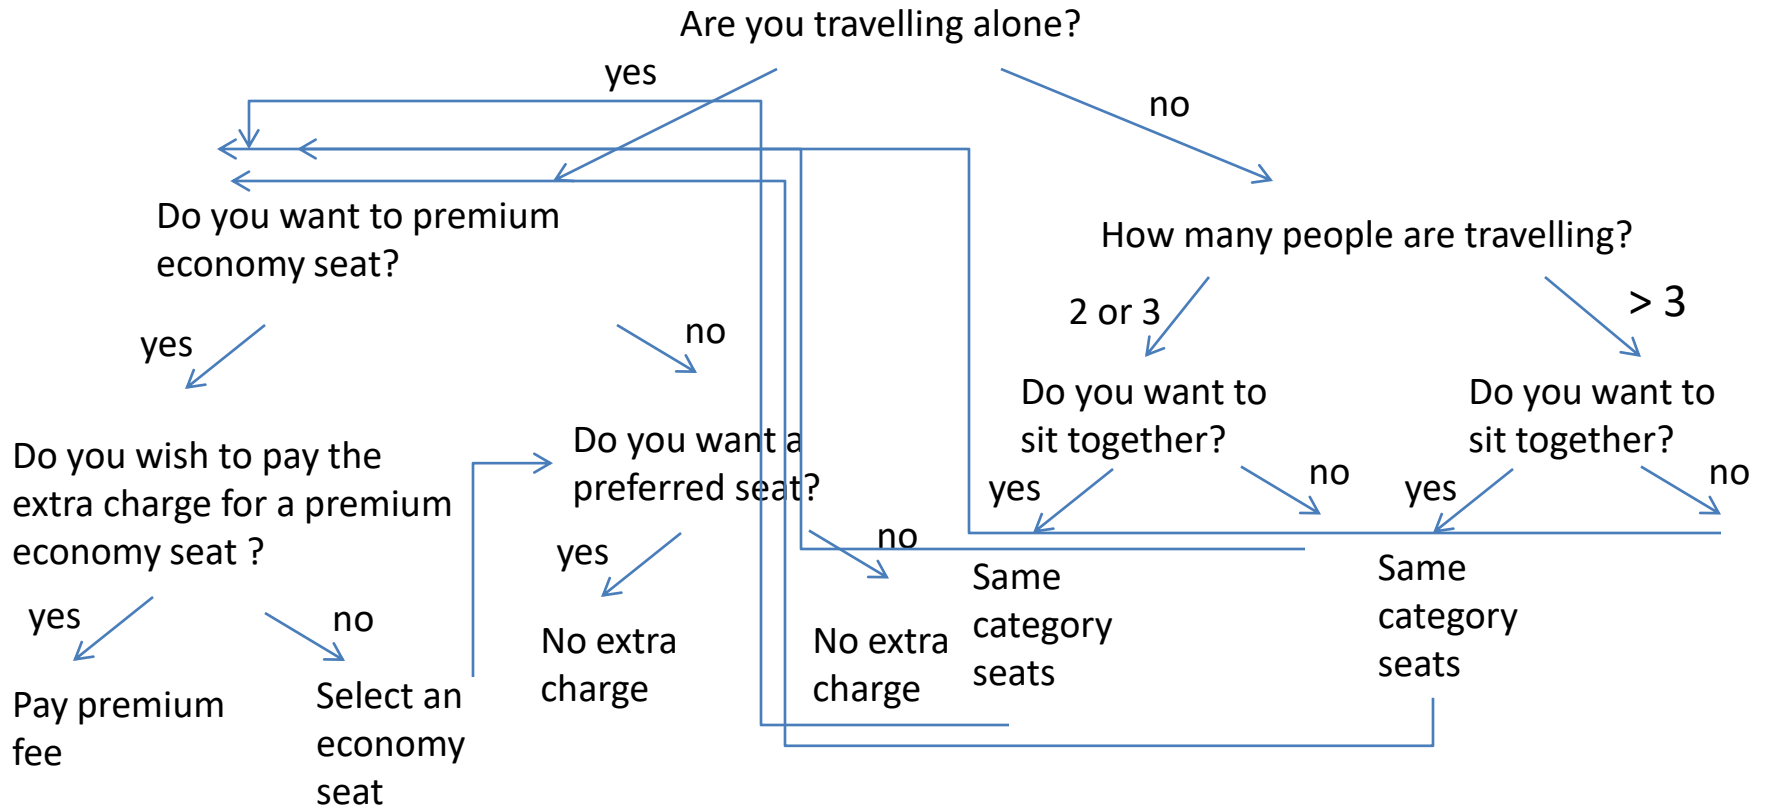 Are you travelling alone?
yes
no
Do you want to premium
economy seat?
How many people are travelling?
2 or 3
> 3
yes
no
Do you want to
sit together?
Do you want to
sit together?
Do you wish to pay the
extra charge for a premium
economy seat ?
Do you want a
preferred seat?
yes
no
yes
no
yes
no
yes
no
Same
category
seats
Same
category
seats
No extra
charge
No extra
charge
Pay premium
fee
Select an
economy
seat